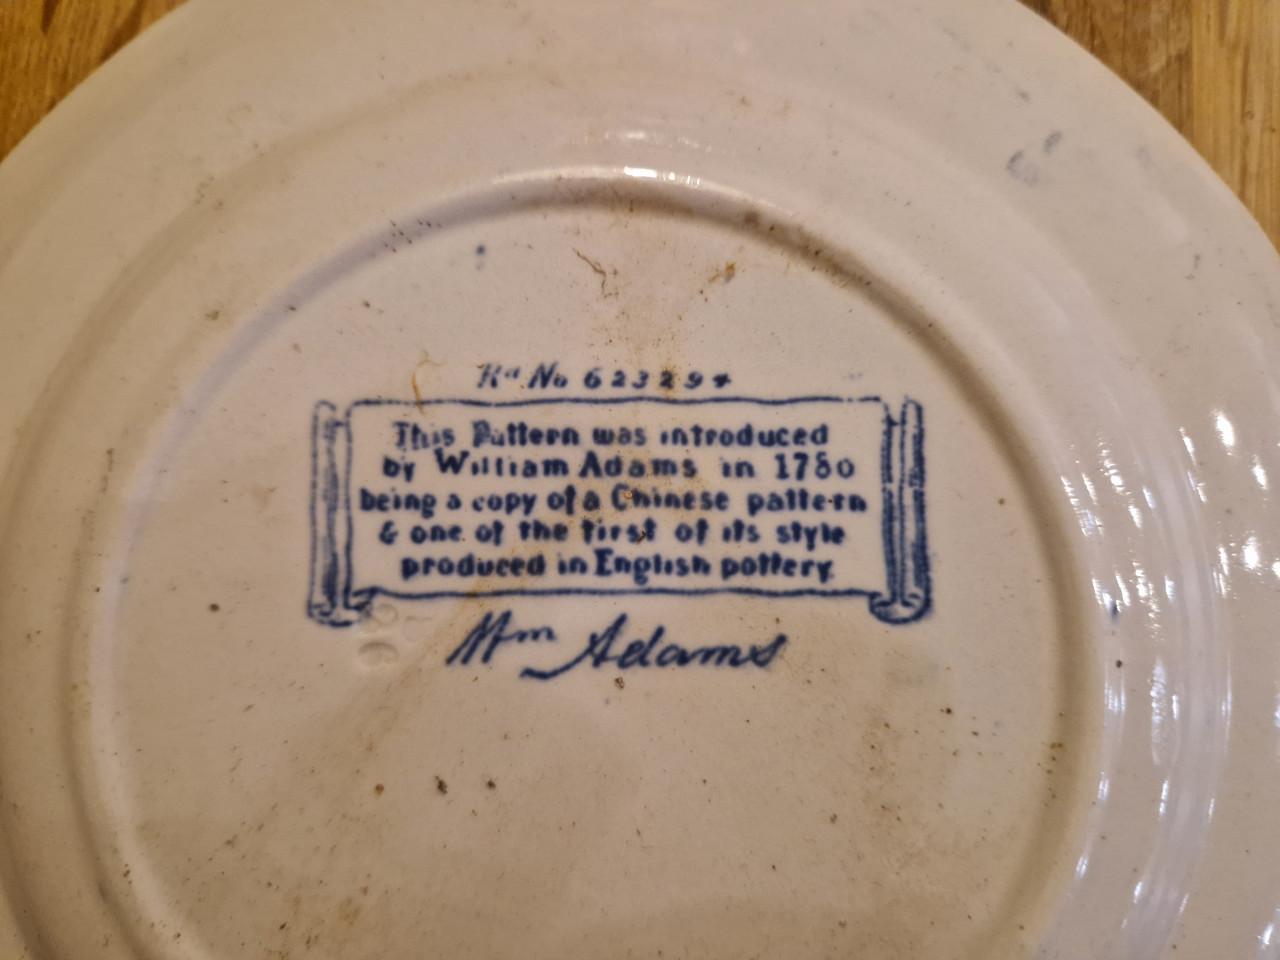 Rd No 623294
This Pattern was introduced
by William Adams in 1780
being a copy of a Chinese pattern
& one of the first of its style
produced in English pottery.
Wm Adams